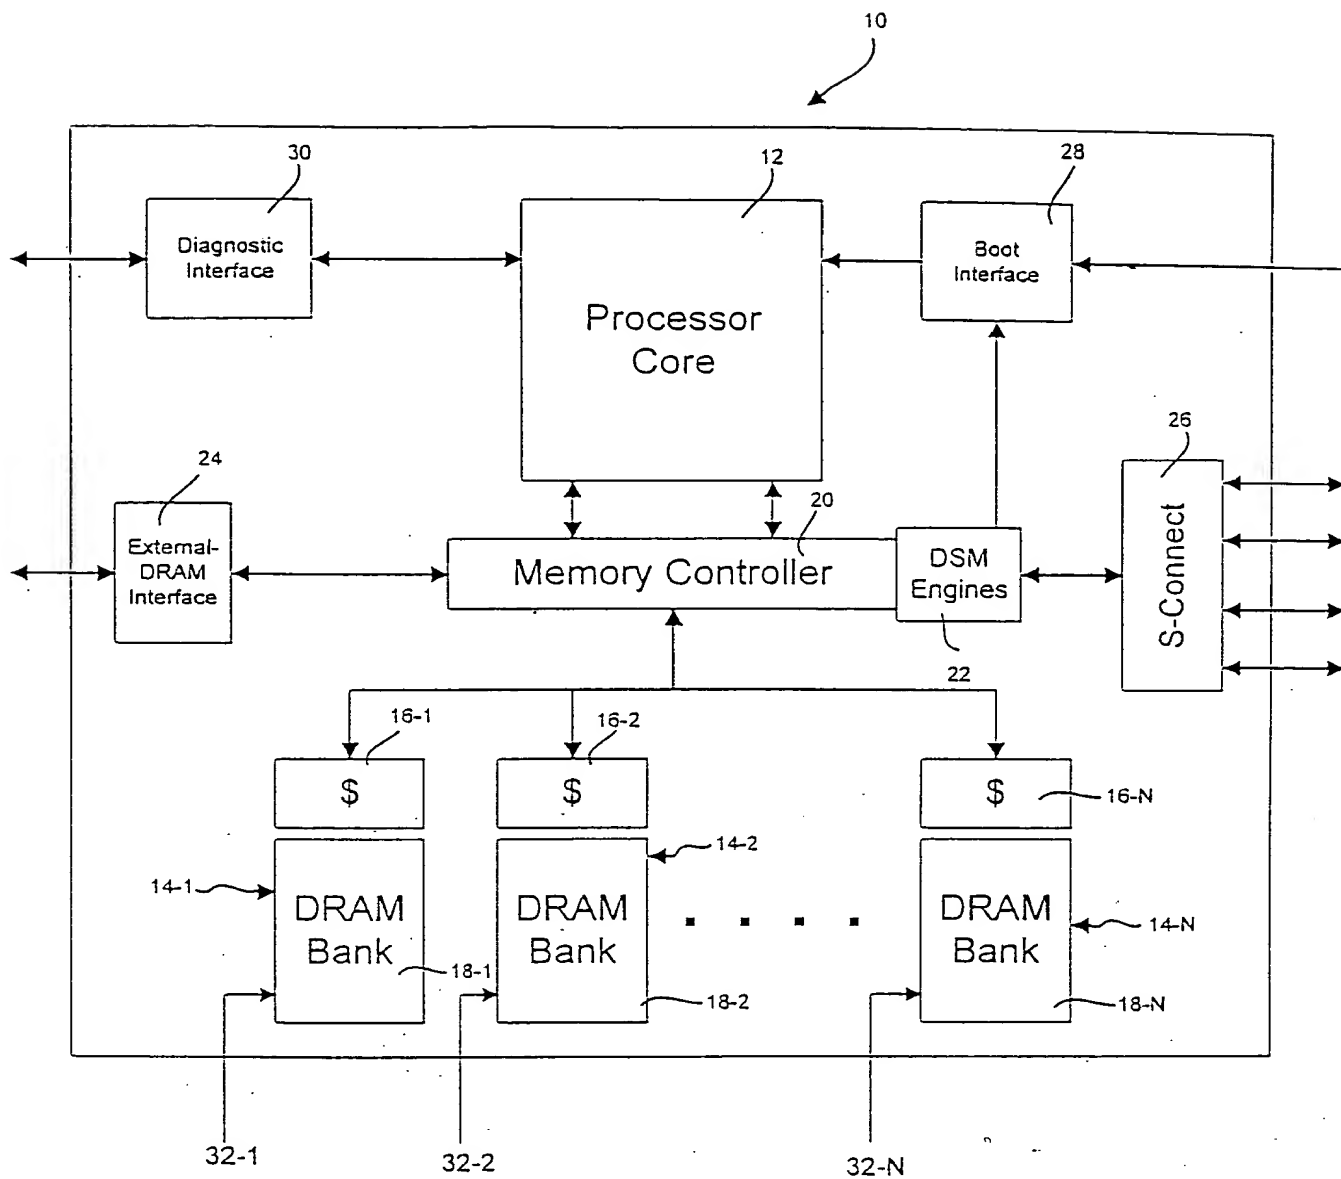 10
30
12
28
Diagnostic
Interface
Processor
Core
Boot
Interface
24
20
26
External-
DRAM
Interface
Memory Controller
DSM
Engines
S-Connect
22
16-1
16-2
$
$
$
16-N
14-1
14-2
14-N
DRAM
Bank
DRAM
Bank
DRAM
Bank
18-1
18-2
18-N
32-1
32-2
32-N